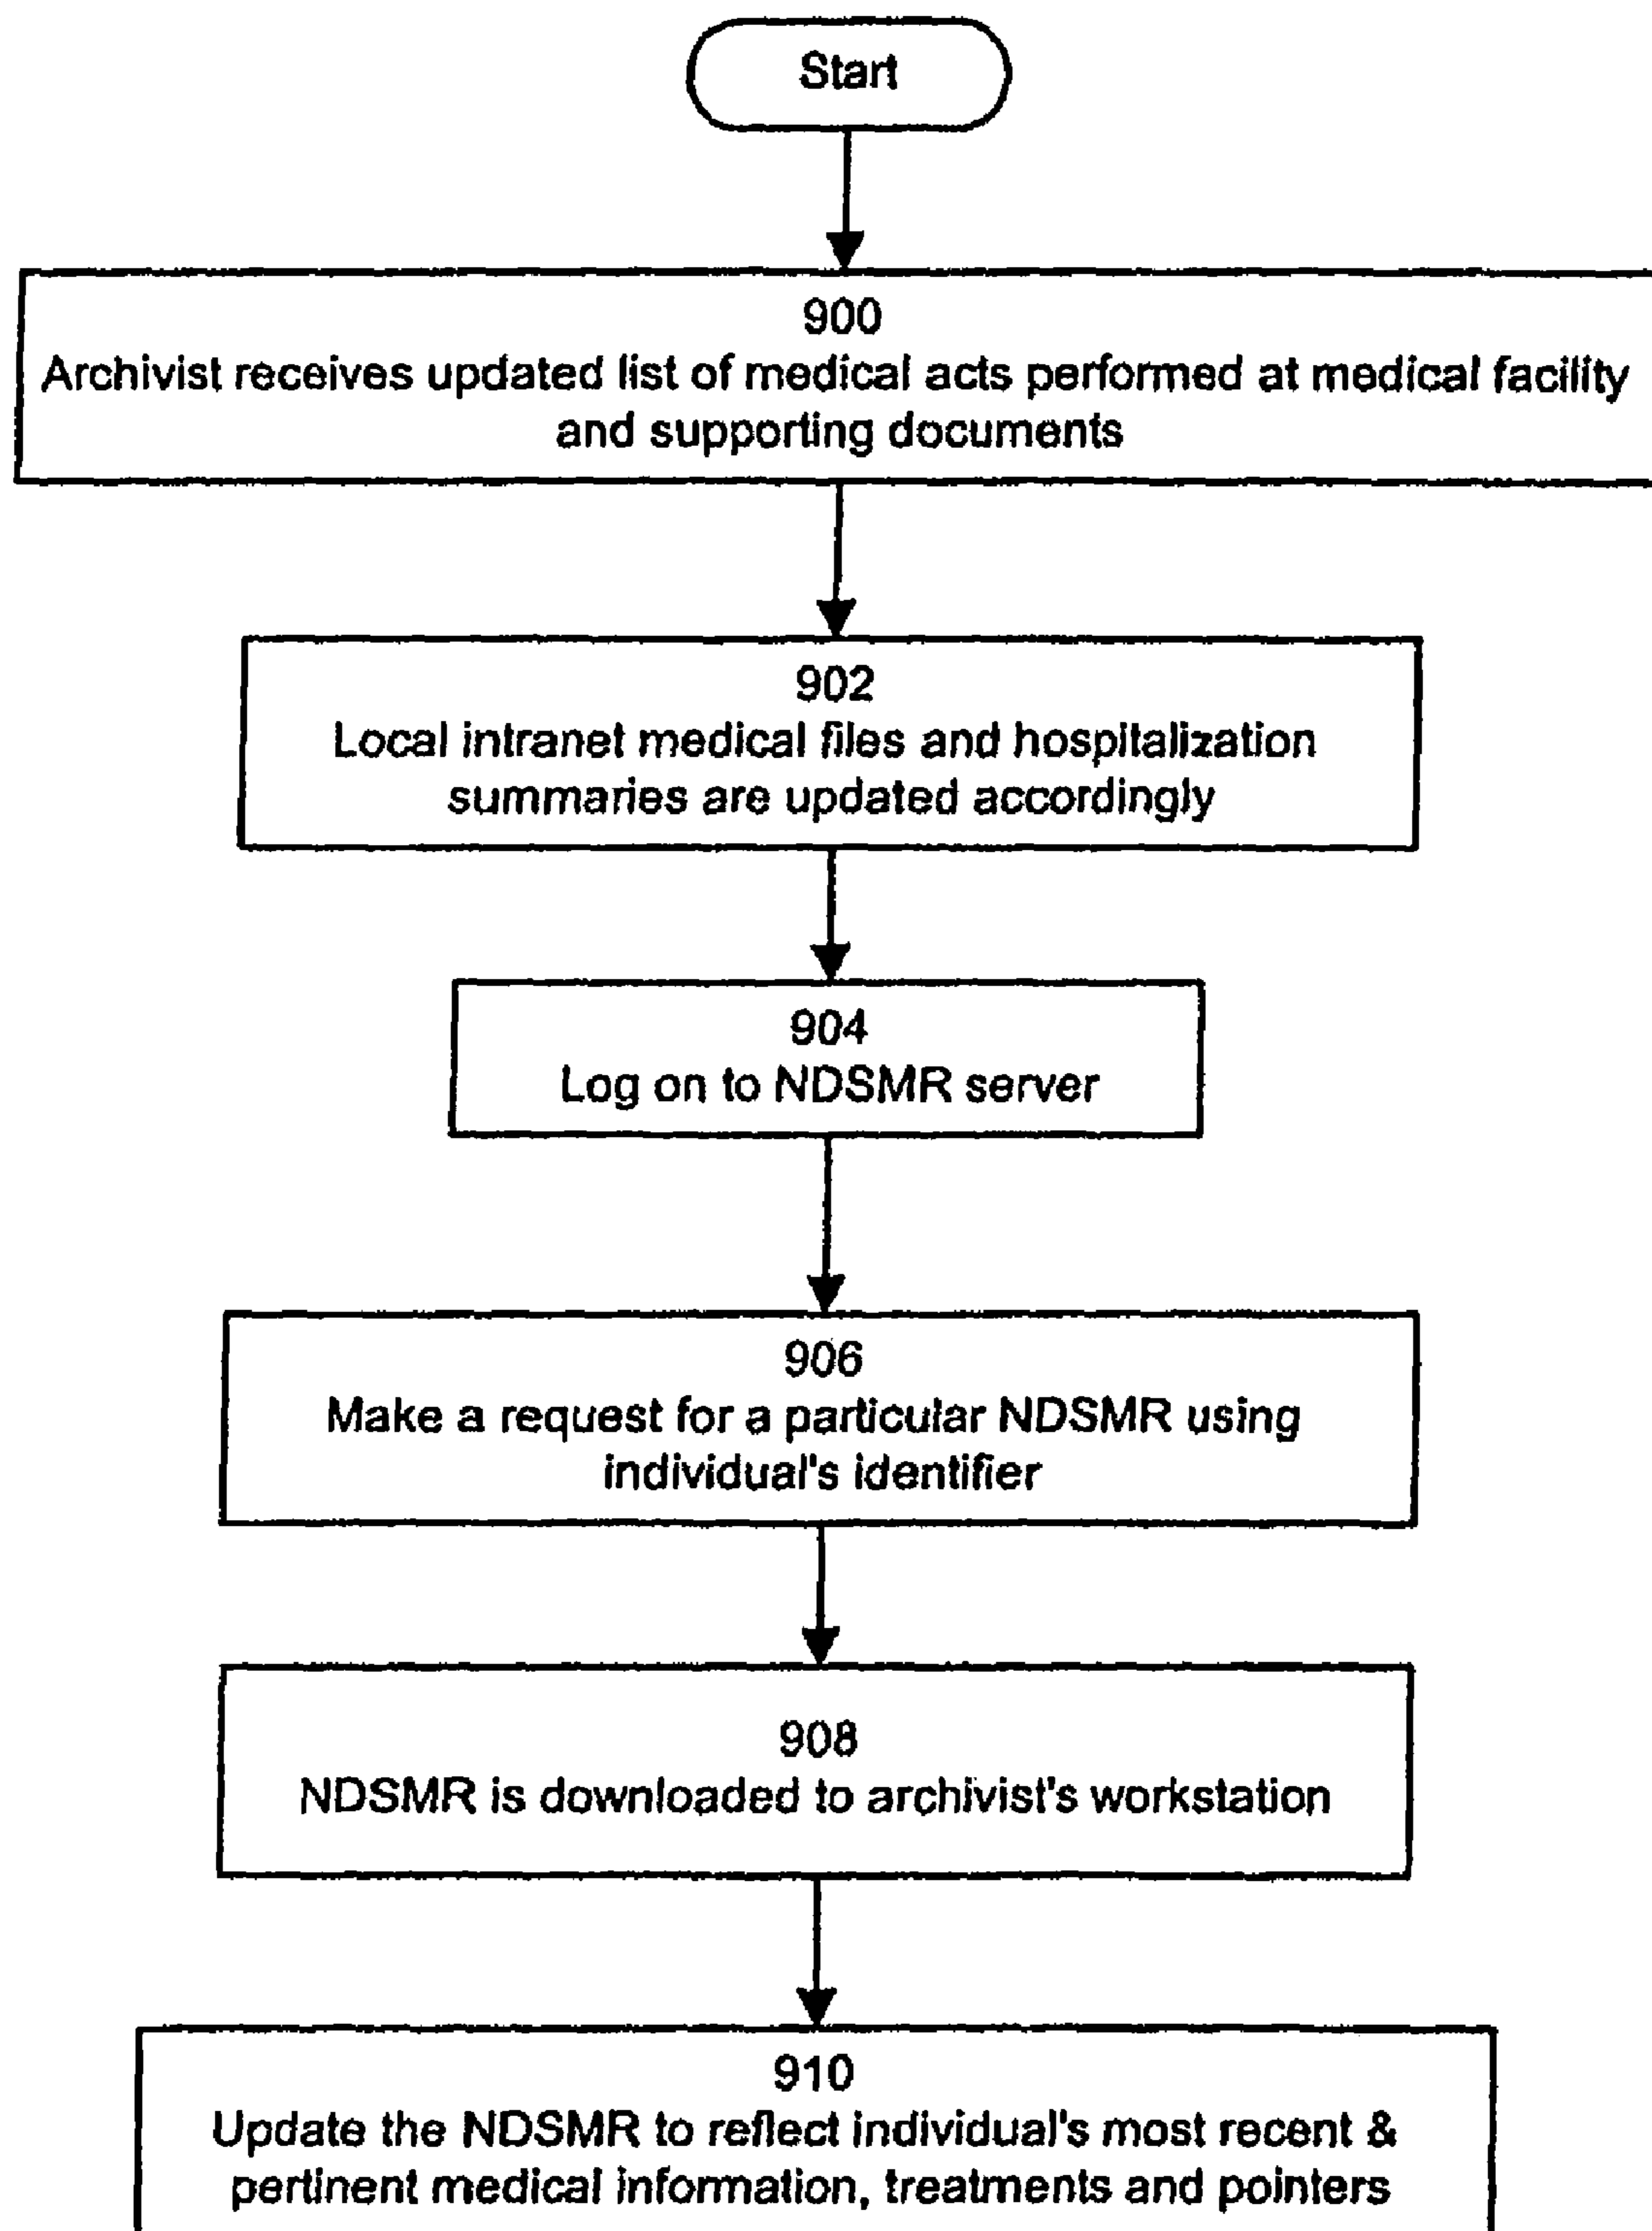 Start
900
Archivist receives updated list of medical acts performed at medical facility
and supporting documents
902
Local intranet medical files and hospitalization
summaries are updated accordingly
904
Log on to NDSMR server
906
Make a request for a particular NDSMR using
individual's identifier
908
NDSMR is downloaded to archivist's workstation
910
Update the NDSMR to reflect individual's most recent &
pertinent medical information, treatments and pointers